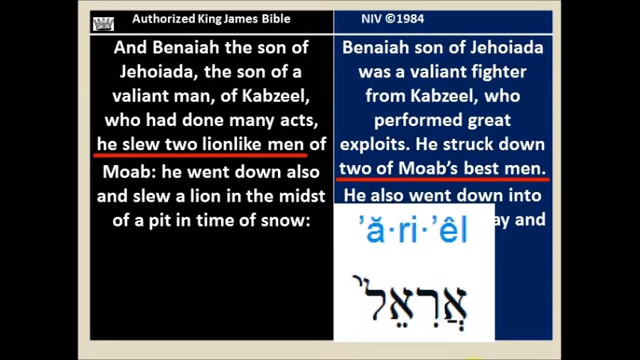 Authorized King James Bible
And Benaiah the son of
Jehoiada, the son of a
valiant man, of Kabzeel,
who had done many acts,
he slew two lionlike men of
Moab: he went down also
and slew a lion in the midst
of a pit in time of snow:
NIV ©1984
Benaiah son of Jehoiada
was a valiant fighter
from Kabzeel, who
performed great
exploits. He struck down
two of Moab's best men.
He also went down into
ay and
’ă·ri·’êl
אֲרִאֵל֙